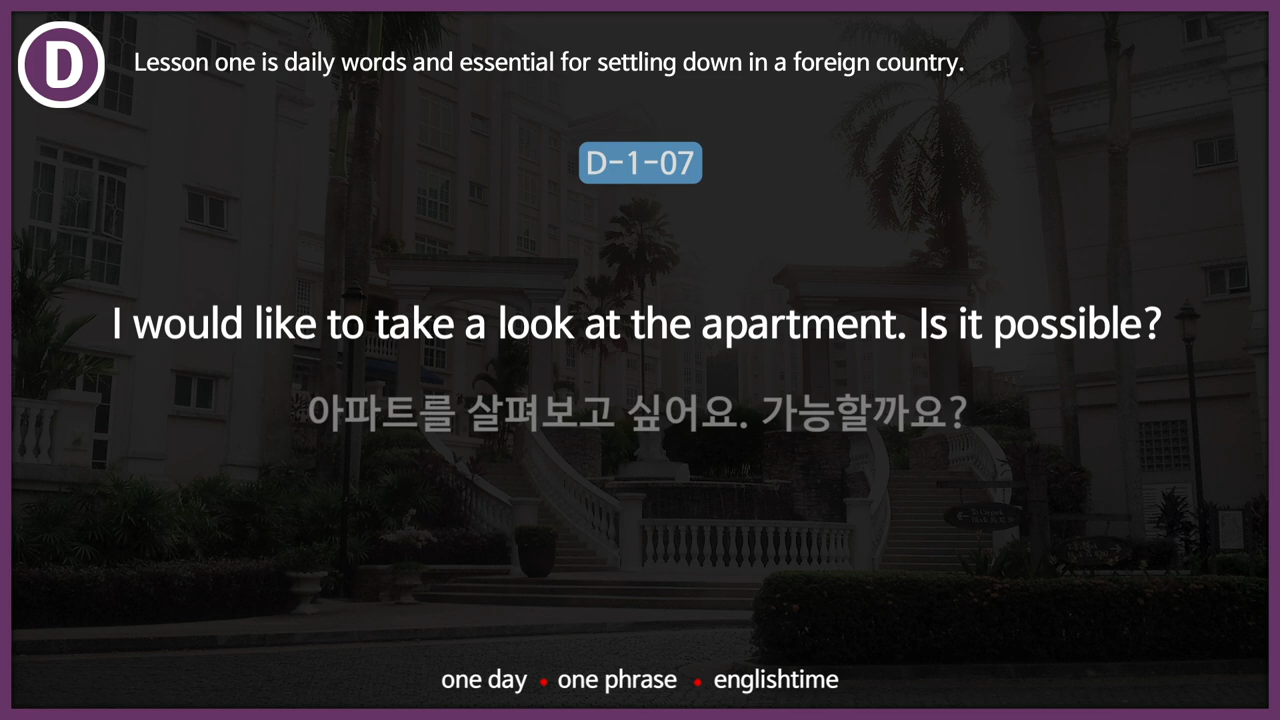 D
Lesson one is daily words and essential for settling down in a foreign country.
D-1-07
I would like to take a look at the apartment. Is it possible?
아파트를 살펴보고 싶어요. 가능할까요?
one day • one phrase • englishtime